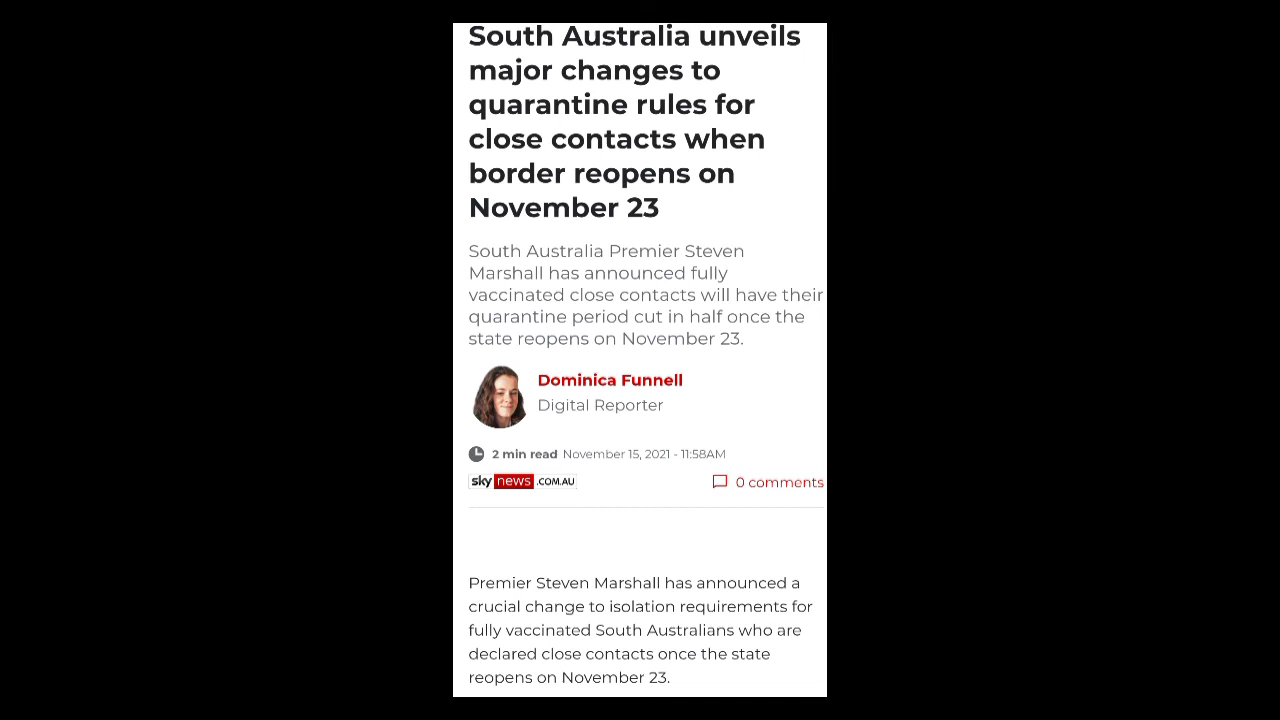 South Australia unveils
major changes to
quarantine rules for
close contacts when
border reopens on
November 23
South Australia Premier Steven
Marshall has announced fully
vaccinated close contacts will have their
quarantine period cut in half once the
state reopens on November 23.
Dominica Funnell
Digital Reporter
2 min read November 15, 2021 - 11:58AM
sky news .COM.AU
0 comments
Premier Steven Marshall has announced a
crucial change to isolation requirements for
fully vaccinated South Australians who are
declared close contacts once the state
reopens on November 23.